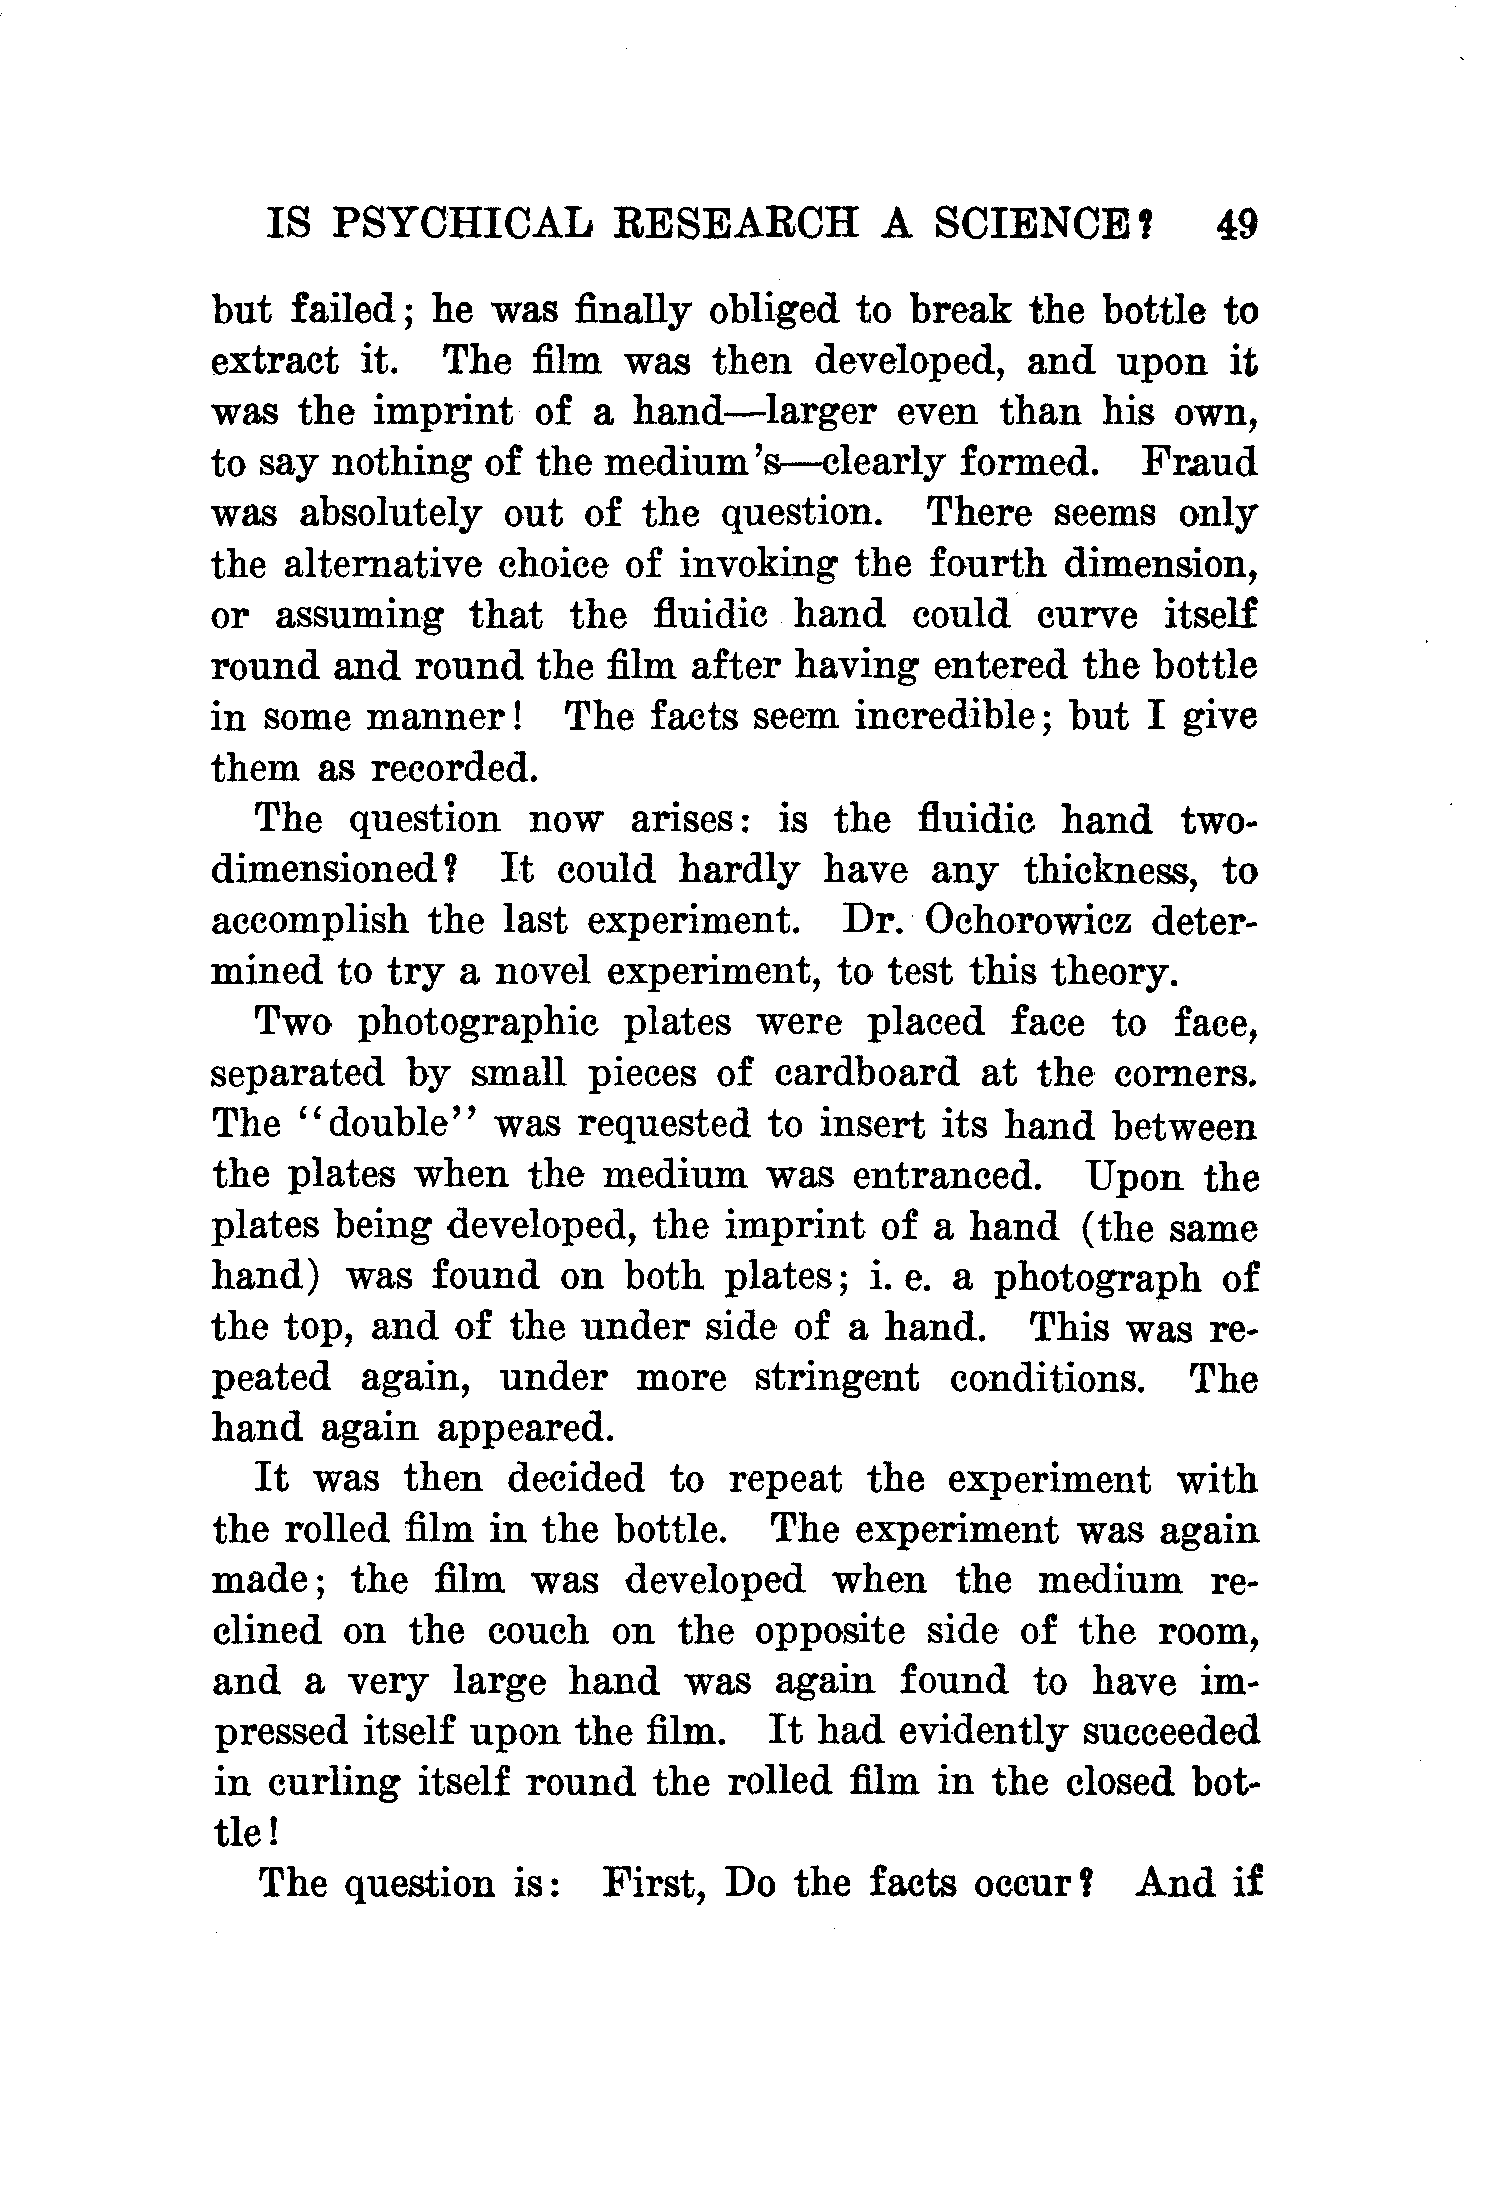 IS PSYCHICAL RESEARCH A SCIENCE? 49
but failed; he was finally obliged to break the bottle to
extract it. The film was then developed, and upon it
was the imprint of a hand—larger even than his own,
to say nothing of the medium's—clearly formed. Fraud
was absolutely out of the question. There seems only
the alternative choice of invoking the fourth dimension,
or assuming that the fluidic hand could curve itself
round and round the film after having entered the bottle
in some manner! The facts seem incredible; but I give
them as recorded.
The question now arises: is the fluidic hand two-
dimensioned? It could hardly have any thickness, to
accomplish the last experiment. Dr. Ochorowicz deter-
mined to try a novel experiment, to test this theory.
Two photographic plates were placed face to face,
separated by small pieces of cardboard at the corners.
The "double" was requested to insert its hand between
the plates when the medium was entranced. Upon the
plates being developed, the imprint of a hand (the same
hand) was found on both plates; i. e. a photograph of
the top, and of the under side of a hand. This was re-
peated again, under more stringent conditions. The
hand again appeared.
It was then decided to repeat the experiment with
the rolled film in the bottle. The experiment was again
made; the film was developed when the medium re-
clined on the couch on the opposite side of the room,
and a very large hand was again found to have im-
pressed itself upon the film. It had evidently succeeded
in curling itself round the rolled film in the closed bot-
tle!
The question is: First, Do the facts occur? And if